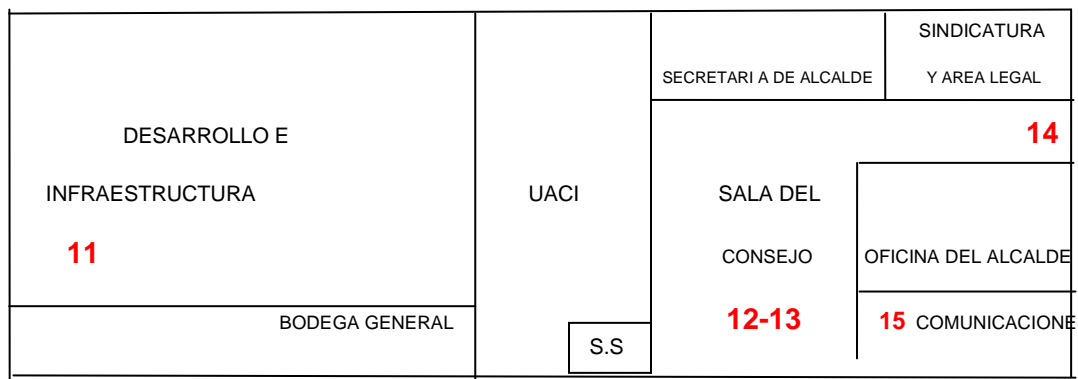 SINDICATURA
SECRETARI A DE ALCALDE
Y AREA LEGAL
DESARROLLO E
14
INFRAESTRUCTURA
UACI
SALA DEL
11
CONSEJO
OFICINA DEL ALCALDE
BODEGA GENERAL
12-13
15 COMUNICACIONE
S.S